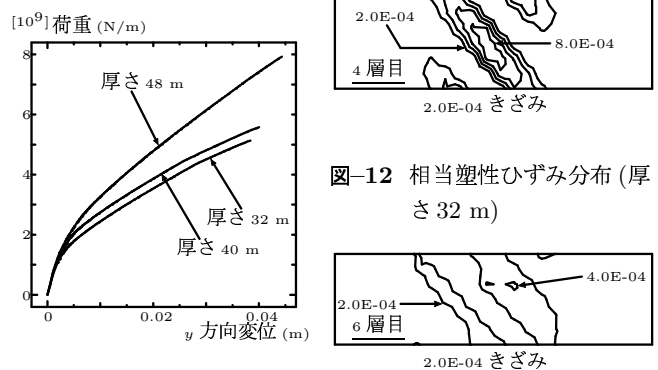 [10⁹] 荷重 (N/m)
8
6
4
2
0
0 0.02 0.04
厚さ 48 m
厚さ 32 m
厚さ 40 m
y 方向変位 (m)
2.0E-04
8.0E-04
4 層目
2.0E-04 きざみ
図–12 相当塑性ひずみ分布 (厚
さ 32 m)
4.0E-04
2.0E-04
6 層目
2.0E-04 きざみ